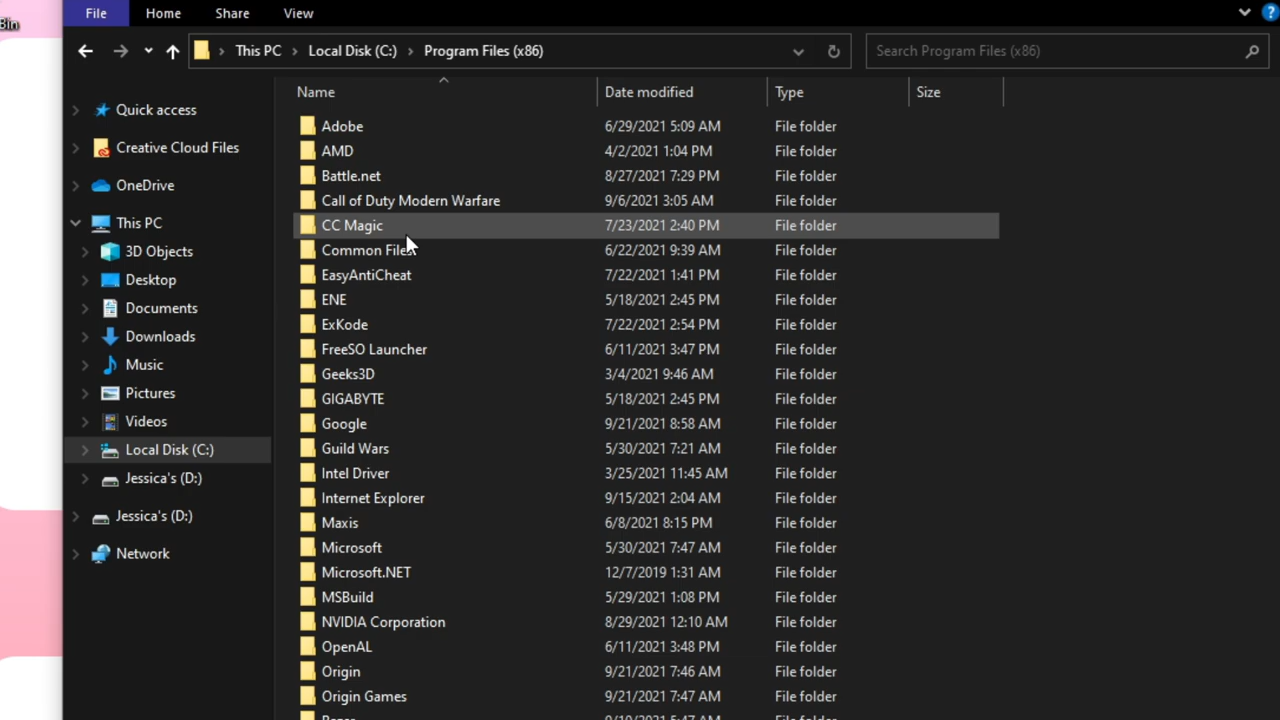 Bin
File Home Share View
This PC Local Disk (C:) Program Files (x86) Search Program Files (x86)
Name Date modified Type Size
Quick access
Creative Cloud Files
OneDrive
This PC
3D Objects
Desktop
Documents
Downloads
Music
Pictures
Videos
Local Disk (C:)
Jessica's (D:)
Jessica's (D:)
Network
Adobe 6/29/2021 5:09 AM File folder
AMD 4/2/2021 1:04 PM File folder
Battle.net 8/27/2021 7:29 PM File folder
Call of Duty Modern Warfare 9/6/2021 3:05 AM File folder
CC Magic 7/23/2021 2:40 PM File folder
Common Files 6/22/2021 9:39 AM File folder
EasyAntiCheat 7/22/2021 1:41 PM File folder
ENE 5/18/2021 2:45 PM File folder
ExKode 7/22/2021 2:54 PM File folder
FreeSO Launcher 6/11/2021 3:47 PM File folder
Geeks3D 3/4/2021 9:46 AM File folder
GIGABYTE 5/18/2021 2:45 PM File folder
Google 9/21/2021 8:58 AM File folder
Guild Wars 5/30/2021 7:21 AM File folder
Intel Driver 3/25/2021 11:45 AM File folder
Internet Explorer 9/15/2021 2:04 AM File folder
Maxis 6/8/2021 8:15 PM File folder
Microsoft 5/30/2021 7:47 AM File folder
Microsoft.NET 12/7/2019 1:31 AM File folder
MSBuild 5/29/2021 1:08 PM File folder
NVIDIA Corporation 8/29/2021 12:10 AM File folder
OpenAL 6/11/2021 3:48 PM File folder
Origin 9/21/2021 7:46 AM File folder
Origin Games 9/21/2021 7:47 AM File folder